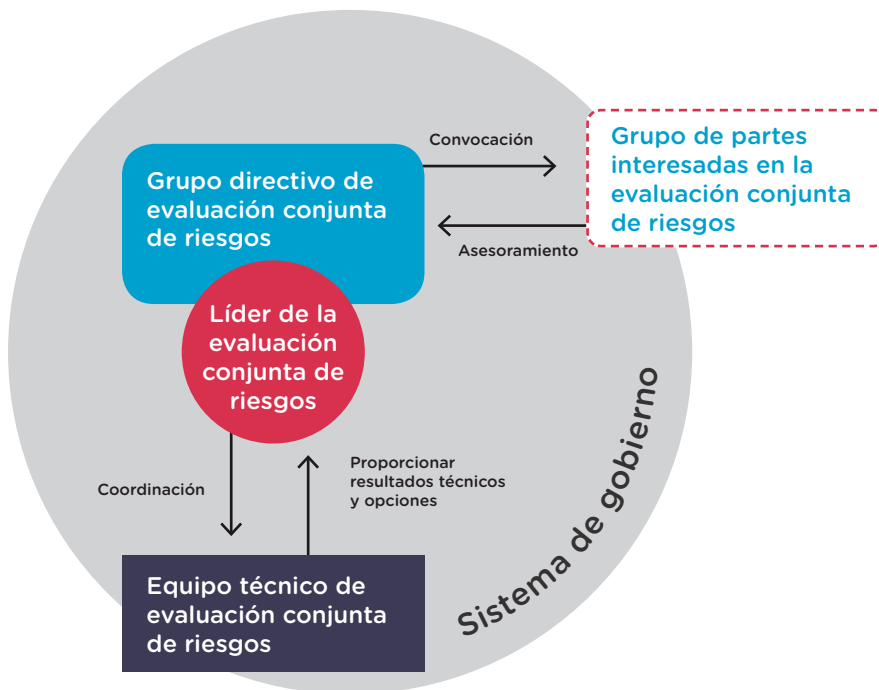 Convocación
Grupo de partes
interesadas en la
evaluación conjunta
de riesgos
Grupo directivo de
evaluación conjunta
de riesgos
Asesoramiento
Líder de la
evaluación
conjunta de
riesgos
Coordinación
Proporcionar
resultados técnicos
y opciones
Equipo técnico de
evaluación conjunta
de riesgos
Sistema de gobierno